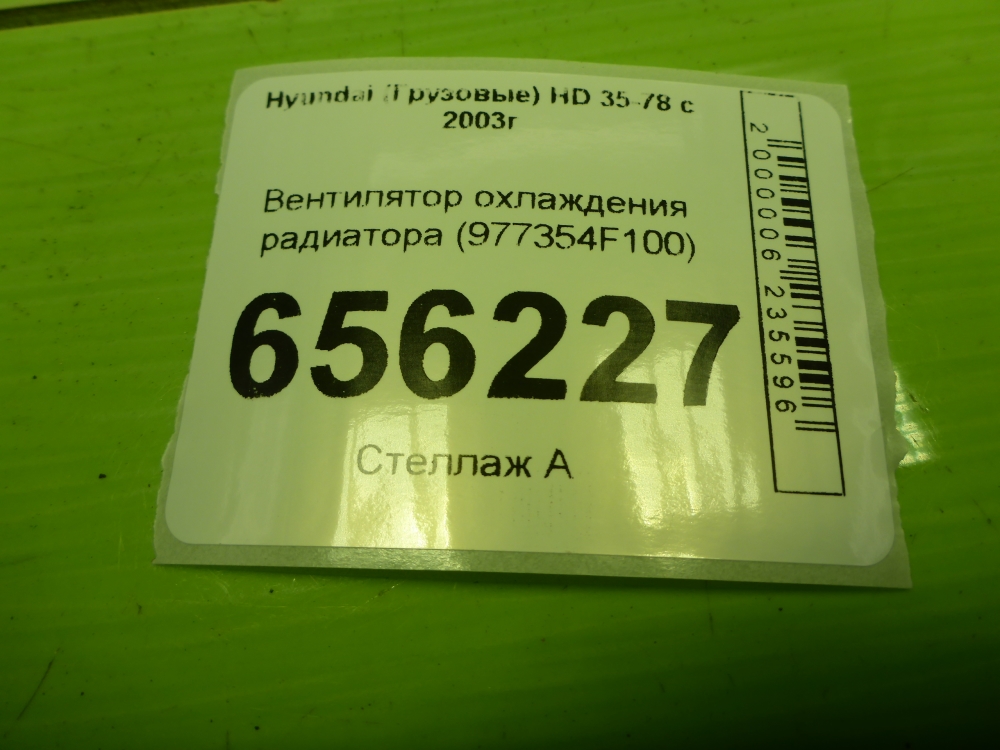 Hyundai (Грузовые) HD 35-78 с
2003г
Вентилятор охлаждения
радиатора (977354F100)
656227
Стеллаж А
2000006235596